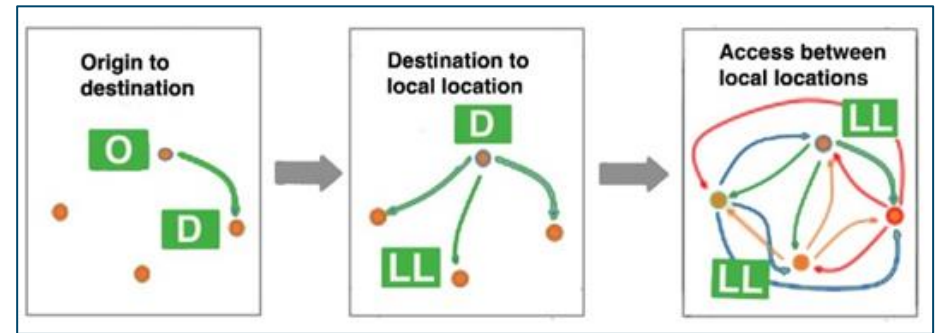 Origin to
destination
O
D
Destination to
local location
D
LL
Access between
local locations
LL
LL